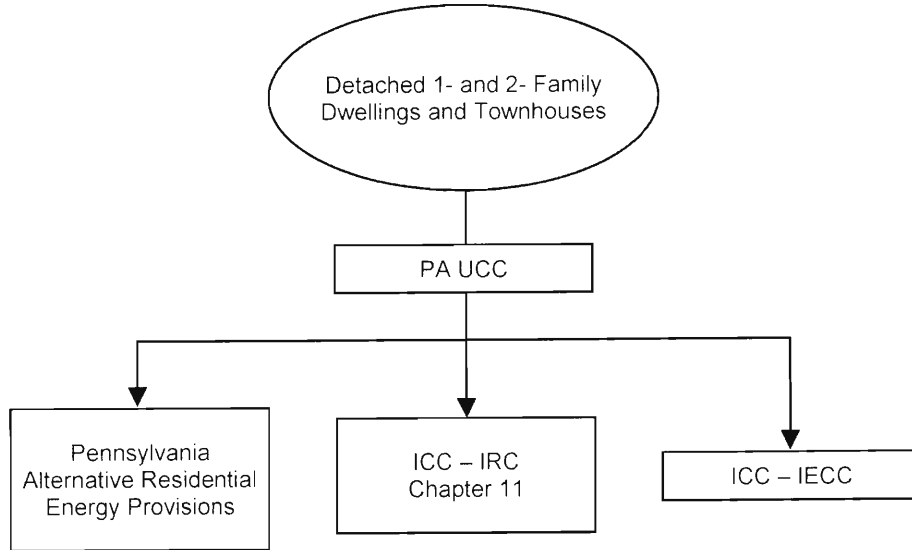 Detached 1- and 2- Family
Dwellings and Townhouses
PA UCC
Pennsylvania
Alternative Residential
Energy Provisions
ICC – IRC
Chapter 11
ICC – IECC